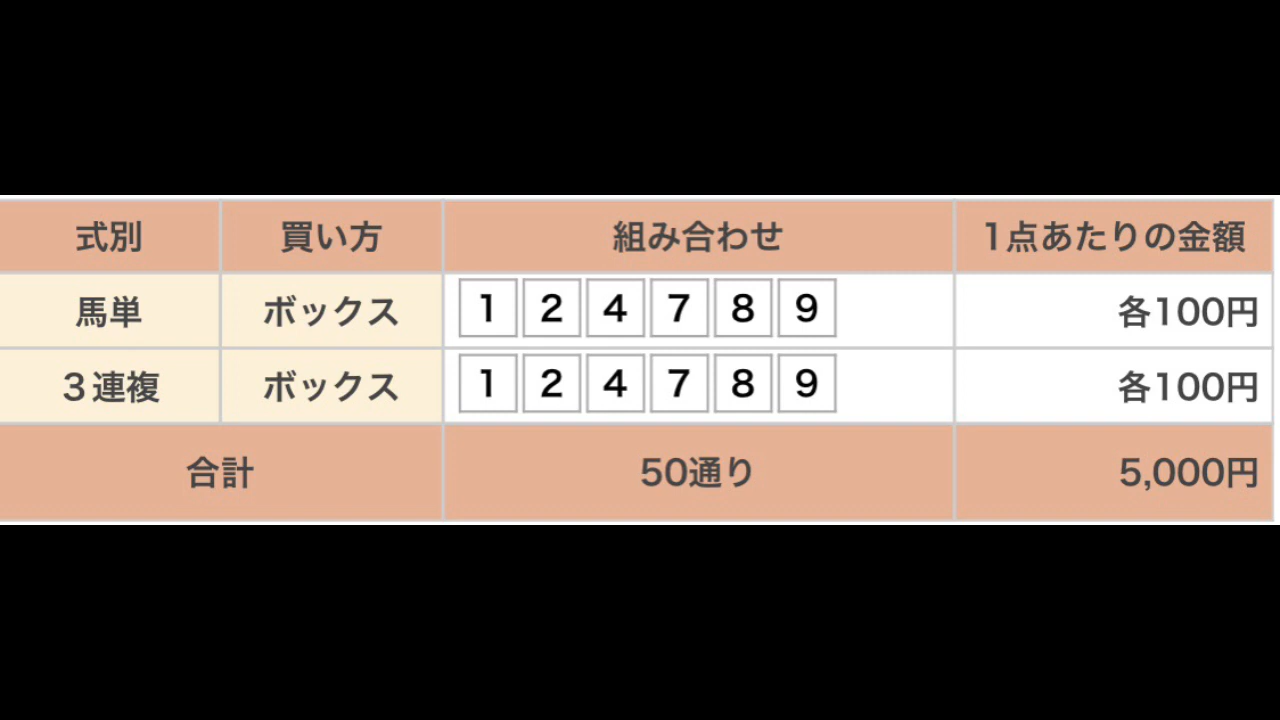 式別 買い方 組み合わせ 1点あたりの金額
馬単 ボックス 1 2 4 7 8 9 各100円
３連複 ボックス 1 2 4 7 8 9 各100円
合計 50通り 5,000円